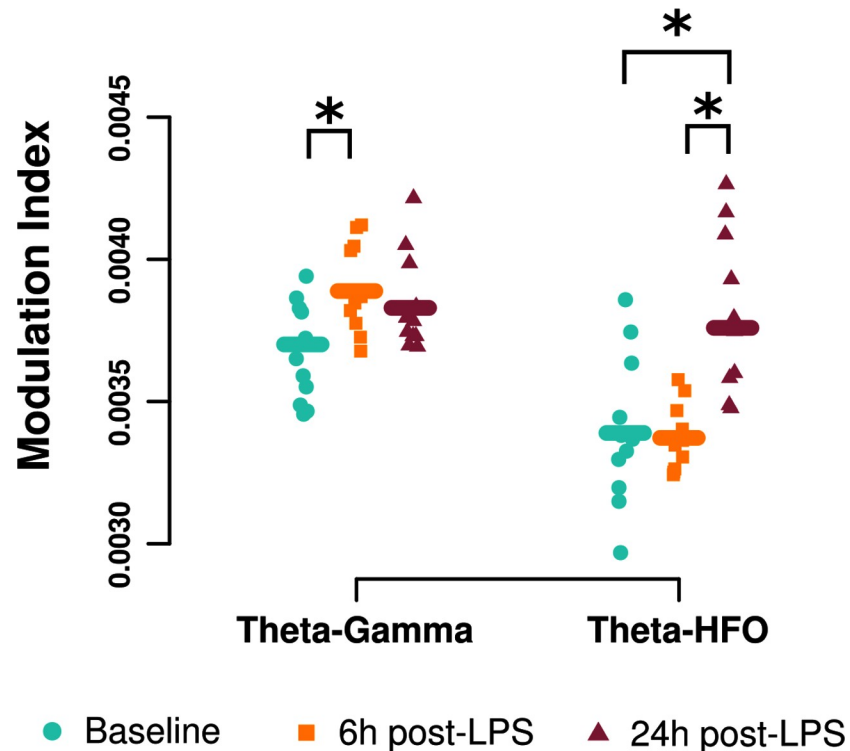 *
*
*
Modulation Index
0.0045
0.0040
0.0035
0.0030
Theta-Gamma
Theta-HFO
Baseline
6h post-LPS
24h post-LPS